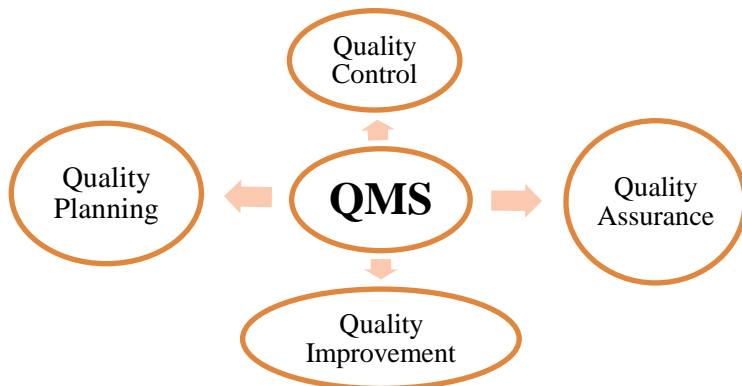 Quality
Control
Quality
Planning
QMS
Quality
Assurance
Quality
Improvement